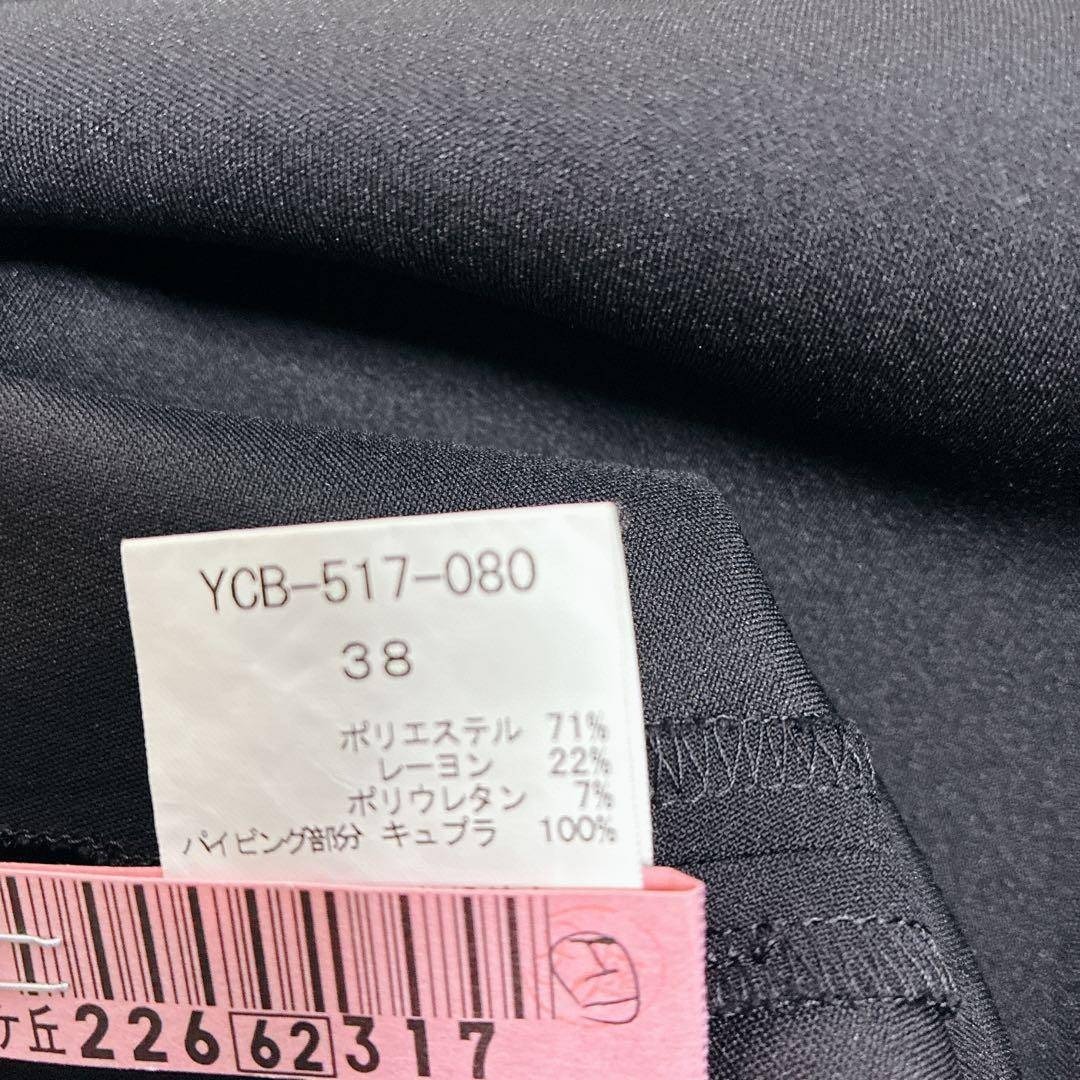 YCB-517-080
38
ポリエステル 71%
レーヨン 22%
ポリウレタン 7%
パイピング部分 キュプラ 100%
ケ丘 226 62 317